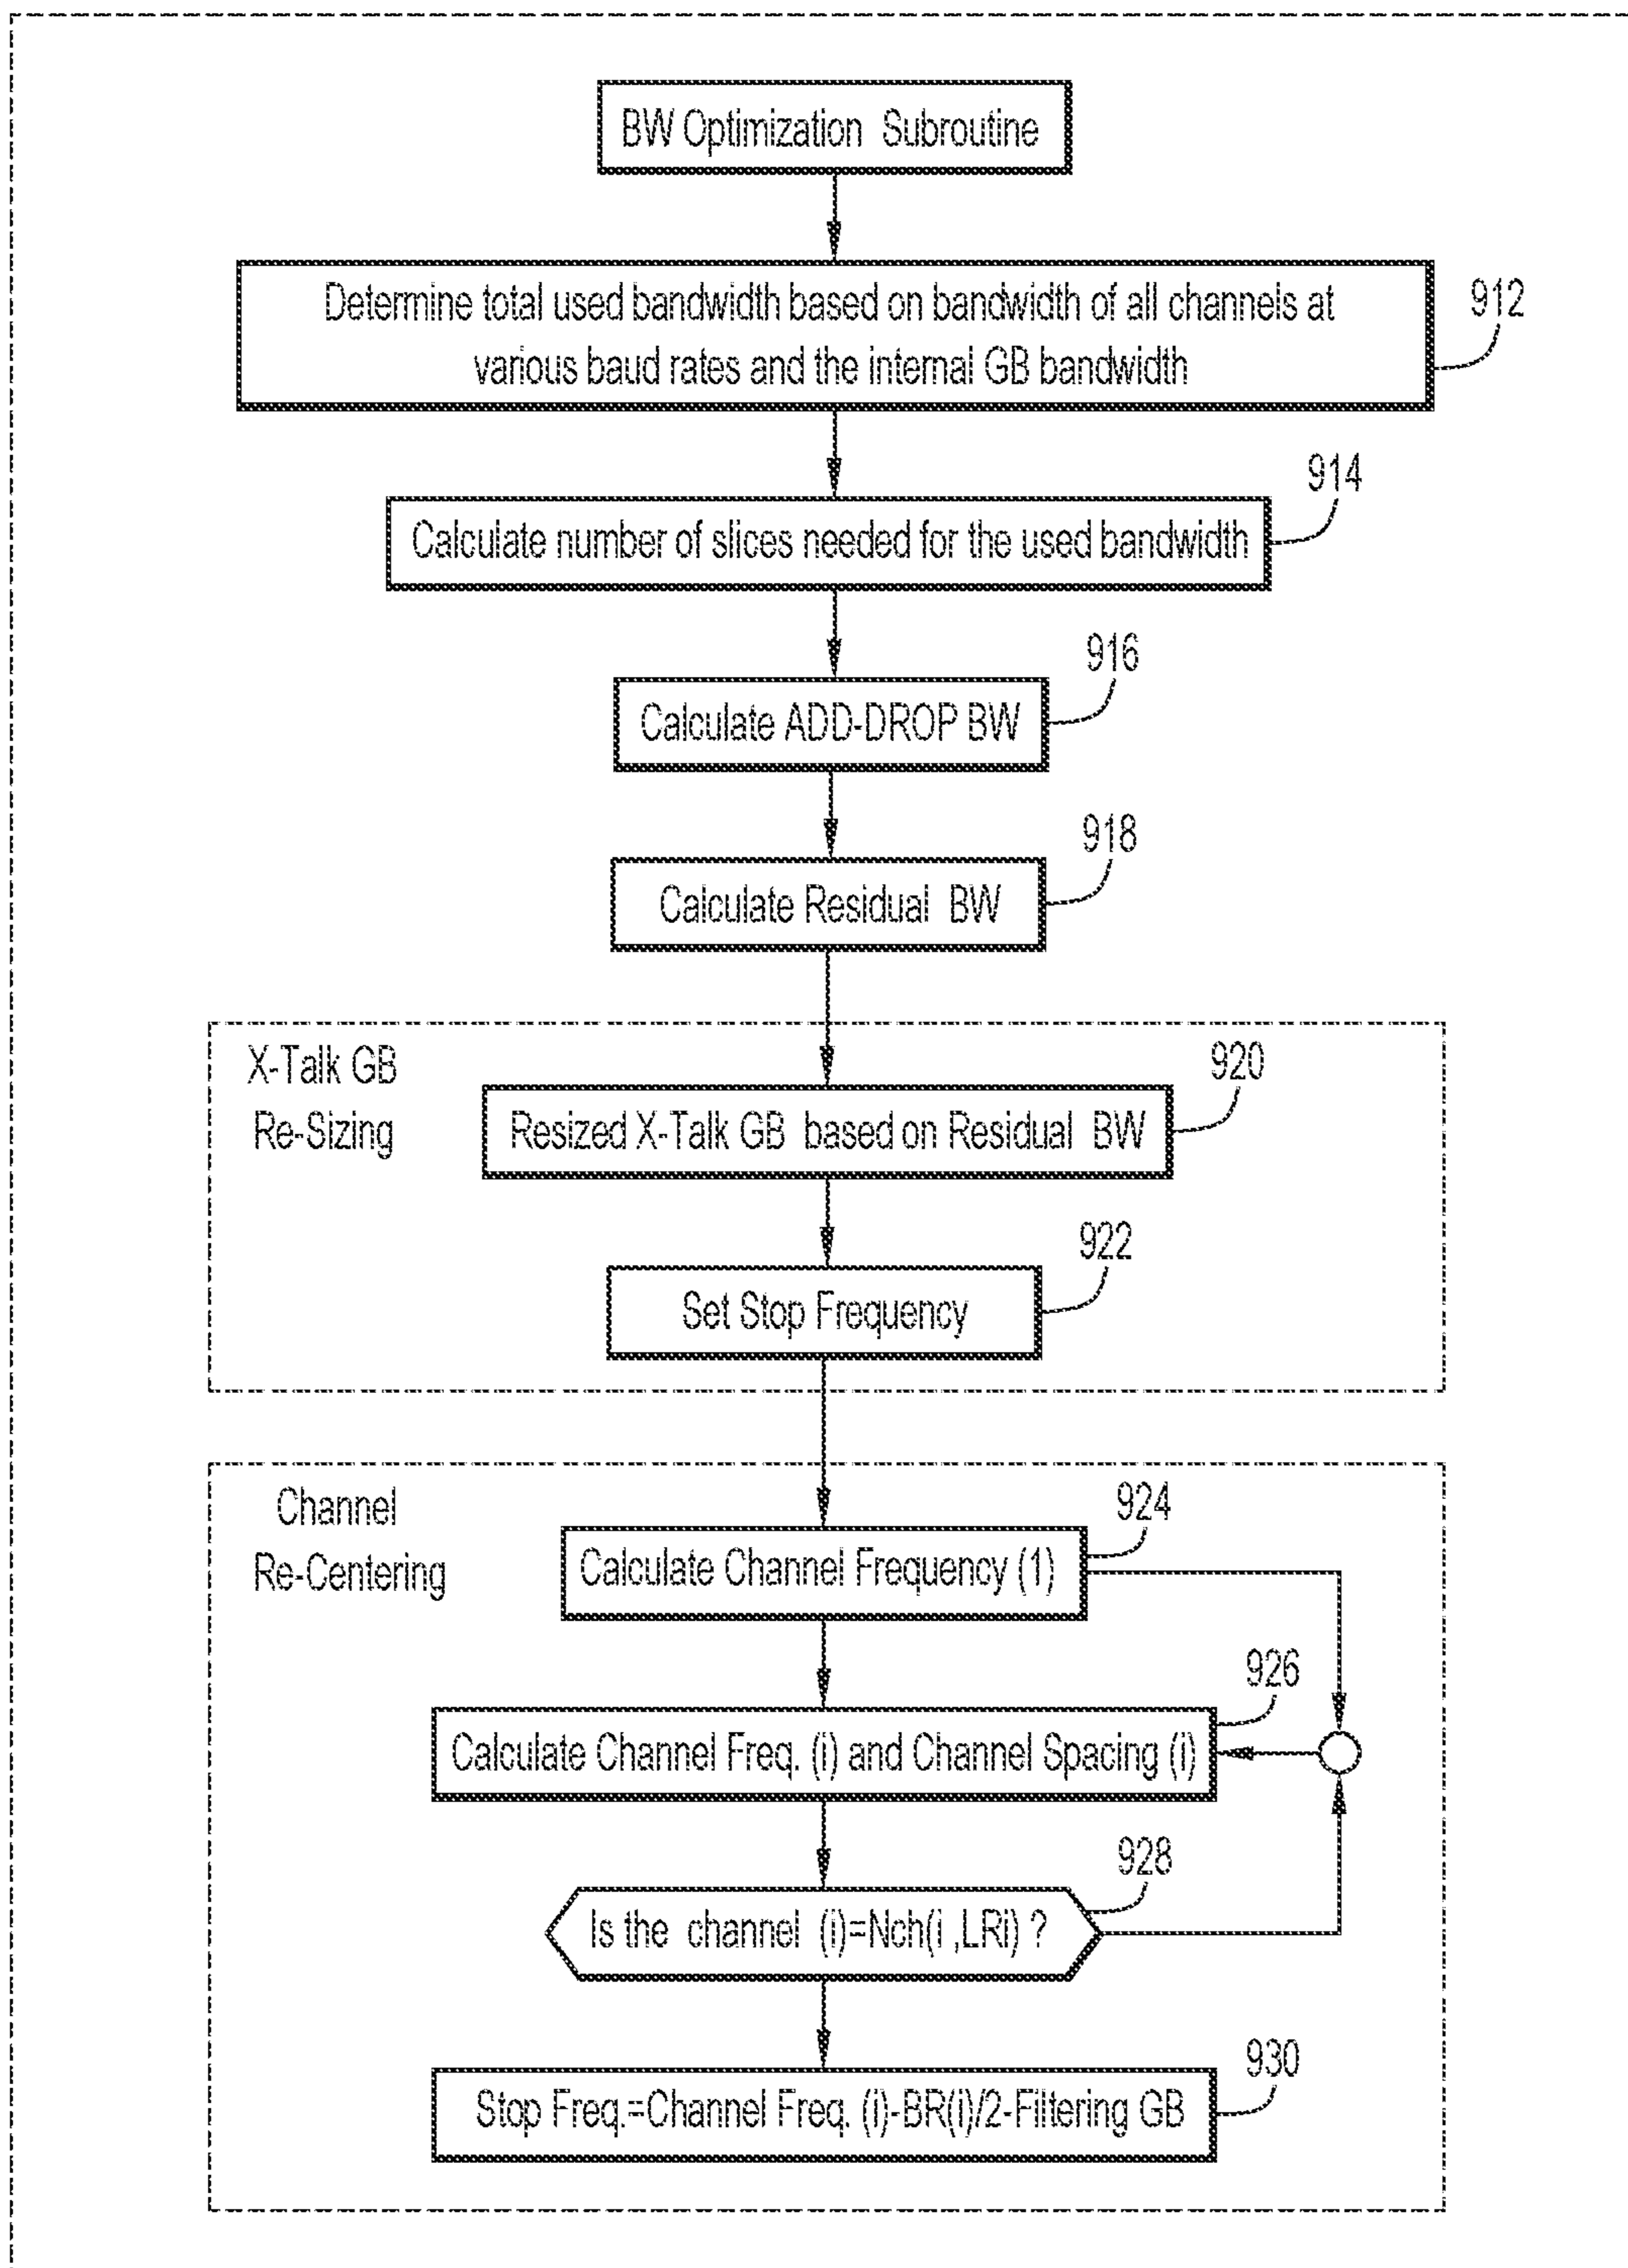 BW Optimization Subroutine
Determine total used bandwidth based on bandwidth of all channels at
various baud rates and the internal GB bandwidth
912
Calculate number of slices needed for the used bandwidth
914
Calculate ADD-DROP BW
916
Calculate Residual BW
918
X-Talk GB
Re-Sizing
Resized X-Talk GB based on Residual BW
920
Set Stop Frequency
922
Channel
Re-Centering
Calculate Channel Frequency (1)
924
Calculate Channel Freq. (i) and Channel Spacing (i)
926
Is the channel (i)=Nch(i ,LRi) ?
928
Stop Freq.=Channel Freq. (i)-BR(i)/2-Filtering GB
930